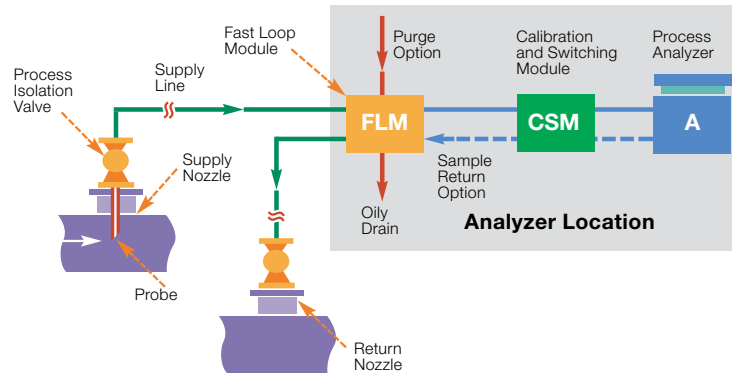 Fast Loop
Module
Purge
Option
Calibration
and Switching
Module
Process
Analyzer
Process
Isolation
Valve
Supply
Line
FLM
CSM
A
Supply
Nozzle
Sample
Return
Option
Oily
Drain
Analyzer Location
Probe
Return
Nozzle